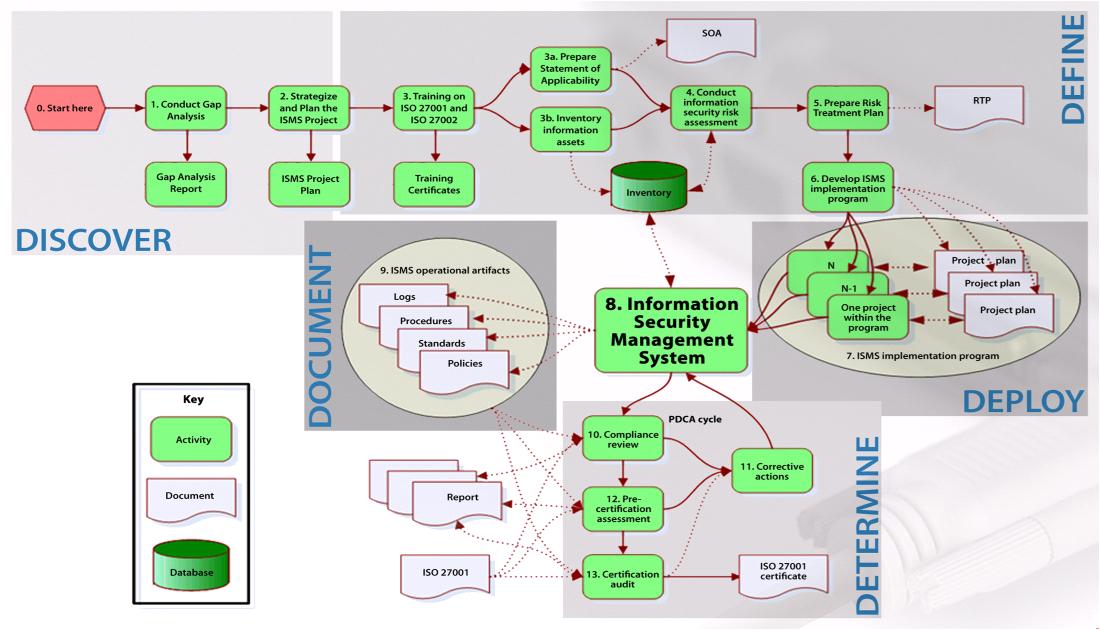 DEFINE
SOA
0. Start here
1. Conduct Gap
Analysis
2. Strategize
and Plan the
ISMS Project
3. Training on
ISO 27001 and
ISO 27002
3a. Prepare
Statement of
Applicability
3b. Inventory
information
assets
4. Conduct
information
security risk
assessment
5. Prepare Risk
Treatment Plan
RTP
Gap Analysis
Report
ISMS Project
Plan
Training
Certificates
Inventory
6. Develop ISMS
implementation
program
DISCOVER
DOCUMENT
9. ISMS operational artifacts
Logs
Procedures
Standards
Policies
8. Information
Security
Management
System
N
N-1
One project
within the
program
Project plan
Project plan
Project plan
7. ISMS implementation program
DEPLOY
Key
Activity
Document
Database
PDCA cycle
10. Compliance
review
11. Corrective
actions
12. Pre-
certification
assessment
13. Certification
audit
Report
ISO 27001
ISO 27001
certificate
DETERMINE